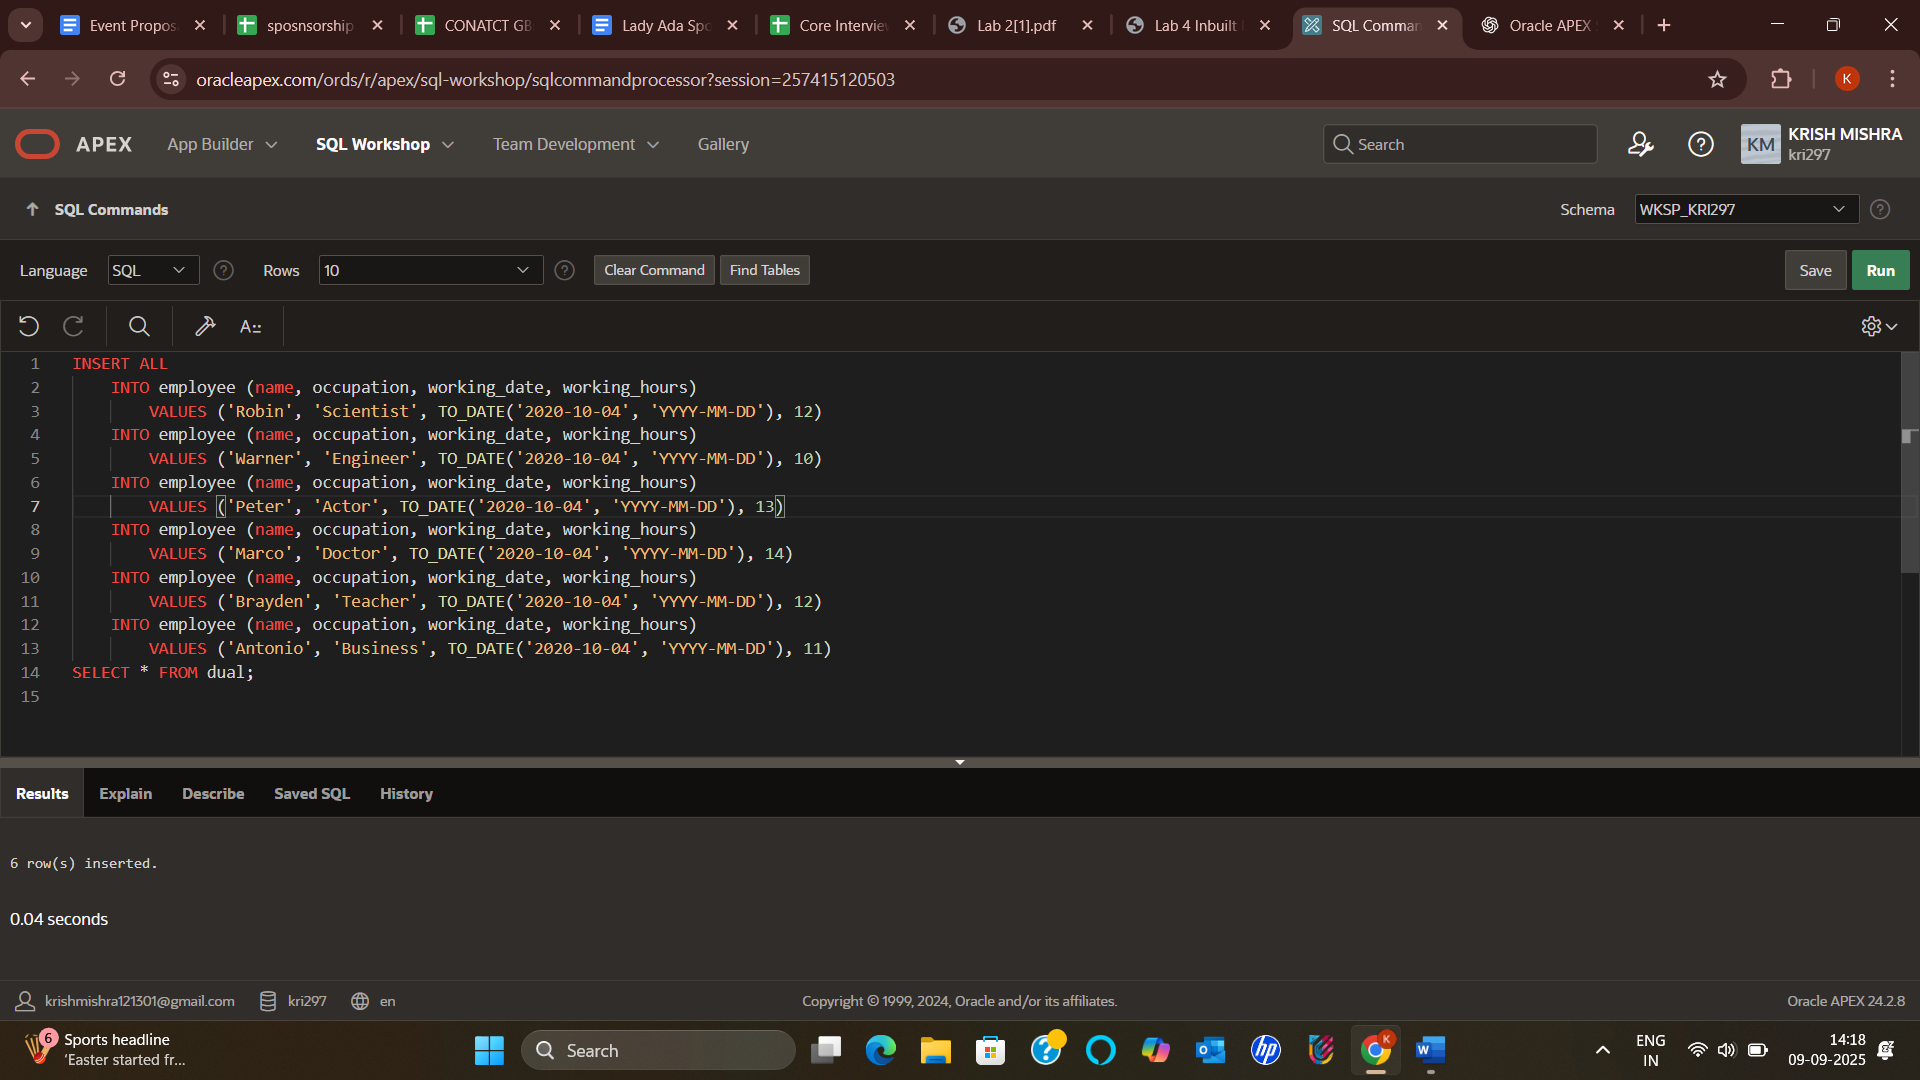 Event Propos
sposnsorship
CONATCT GB
Lady Ada Spo
Core Interview
Lab 2[1].pdf
Lab 4 Inbuilt
SQL Comman
Oracle APEX
oracleapex.com/ords/r/apex/sql-workshop/sqlcommandprocessor?session=257415120503
K
APEX
App Builder
SQL Workshop
Team Development
Gallery
Search
KM
KRISH MISHRA
kri297
SQL Commands
Schema
WKSP_KRI297
Language
SQL
Rows
10
Clear Command
Find Tables
Save
Run
1 INSERT ALL
2 INTO employee (name, occupation, working_date, working_hours)
3 VALUES ('Robin', 'Scientist', TO_DATE('2020-10-04', 'YYYY-MM-DD'), 12)
4 INTO employee (name, occupation, working_date, working_hours)
5 VALUES ('Warner', 'Engineer', TO_DATE('2020-10-04', 'YYYY-MM-DD'), 10)
6 INTO employee (name, occupation, working_date, working_hours)
7 VALUES ('Peter', 'Actor', TO_DATE('2020-10-04', 'YYYY-MM-DD'), 13)
8 INTO employee (name, occupation, working_date, working_hours)
9 VALUES ('Marco', 'Doctor', TO_DATE('2020-10-04', 'YYYY-MM-DD'), 14)
10 INTO employee (name, occupation, working_date, working_hours)
11 VALUES ('Brayden', 'Teacher', TO_DATE('2020-10-04', 'YYYY-MM-DD'), 12)
12 INTO employee (name, occupation, working_date, working_hours)
13 VALUES ('Antonio', 'Business', TO_DATE('2020-10-04', 'YYYY-MM-DD'), 11)
14 SELECT * FROM dual;
15
Results
Explain
Describe
Saved SQL
History
6 row(s) inserted.
0.04 seconds
krishmishra121301@gmail.com
kri297
en
Copyright © 1999, 2024, Oracle and/or its affiliates.
Oracle APEX 24.2.8
6
Sports headline
'Easter started fr...
Search
hp
K
W
ENG
IN
14:18
09-09-2025